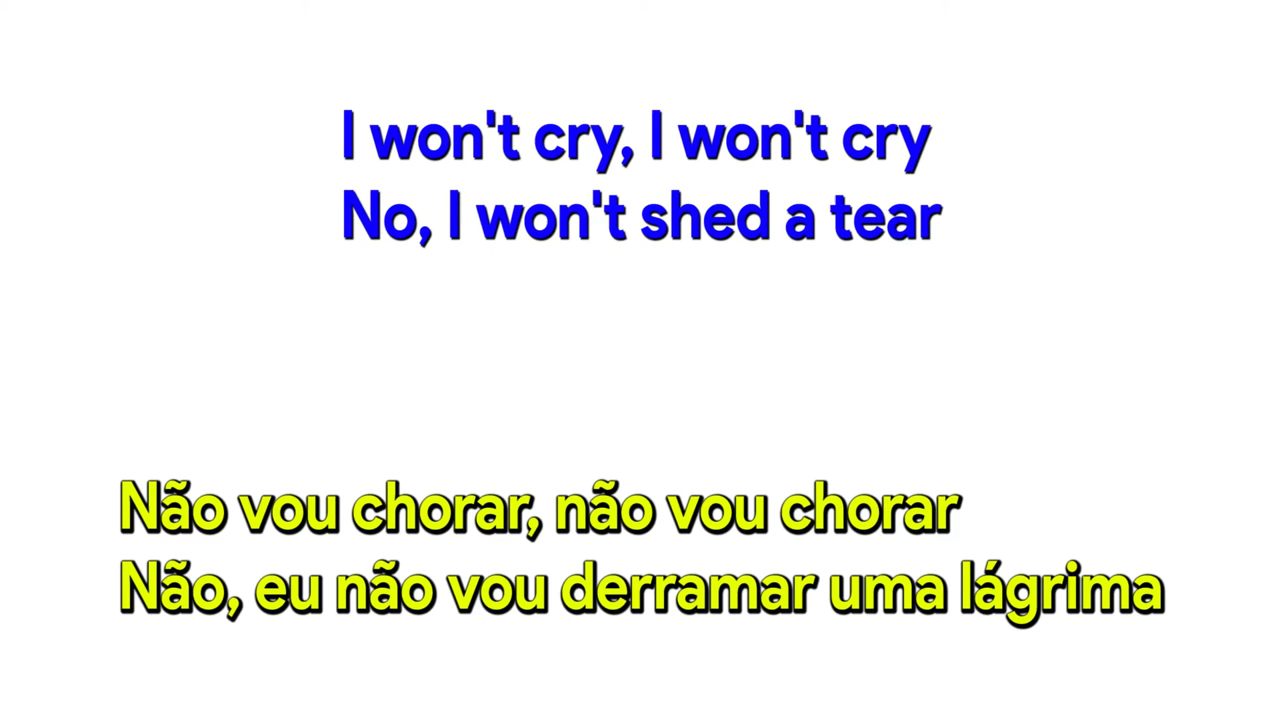 I won't cry, I won't cry
No, I won't shed a tear
Não vou chorar, não vou chorar
Não, eu não vou derramar uma lágrima